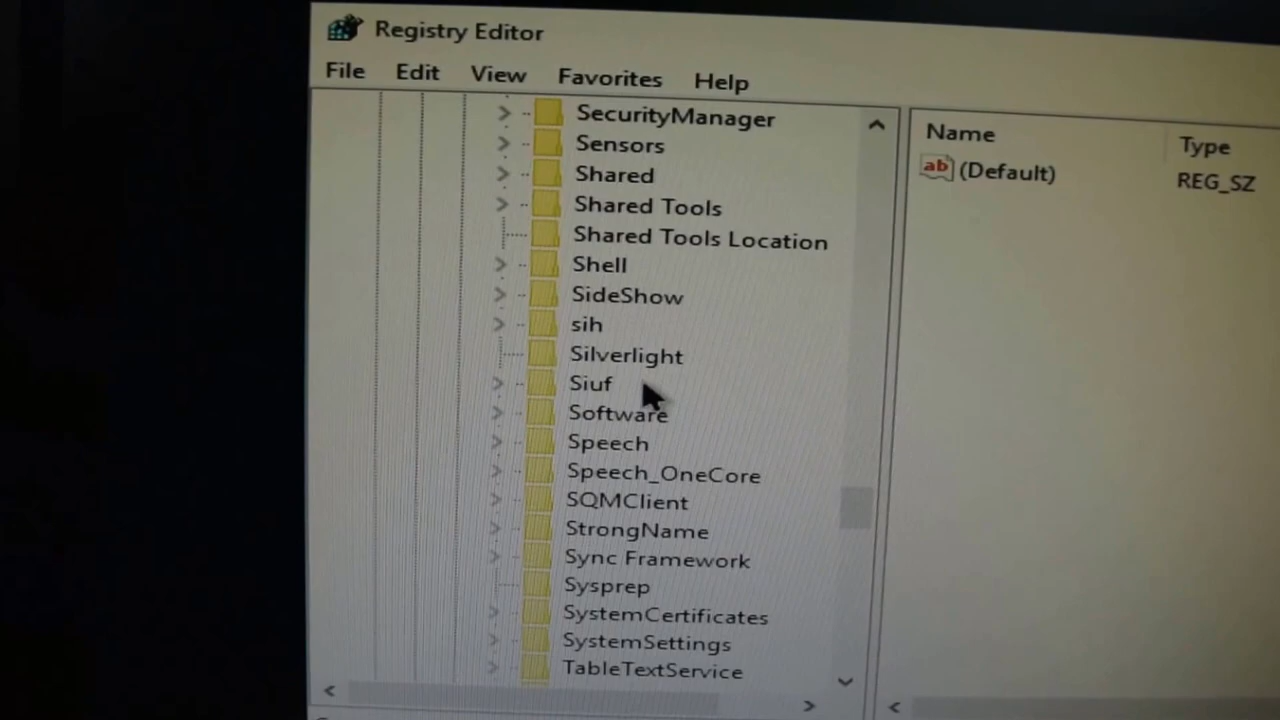 Registry Editor
File Edit View Favorites Help
SecurityManager
Sensors
Shared
Shared Tools
Shared Tools Location
Shell
SideShow
sih
Silverlight
Siuf
Software
Speech
Speech_OneCore
SQMClient
StrongName
Sync Framework
Sysprep
SystemCertificates
SystemSettings
TableTextService
Name Type
ab (Default) REG_SZ